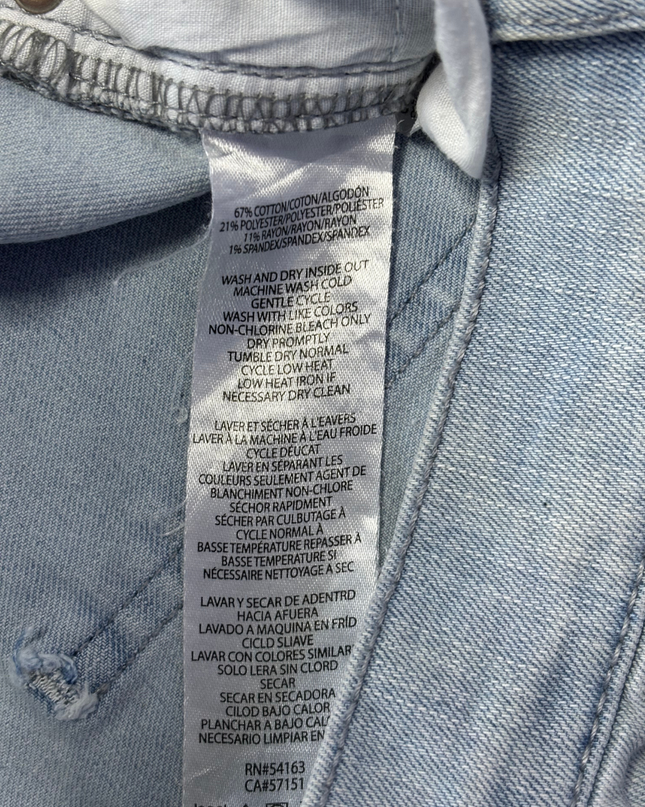 67% COTTON/COTON/ALGODÓN
21% POLYESTER/POLYESTER/POLIÉSTER
11% RAYON/RAYON/RAYON
1% SPANDEX/SPANDEX/SPANDEX
WASH AND DRY INSIDE OUT
MACHINE WASH COLD
GENTLE CYCLE
WASH WITH LIKE COLORS
NON-CHLORINE BLEACH ONLY
DRY PROMPTLY
TUMBLE DRY NORMAL
CYCLE LOW HEAT
LOW HEAT IRON IF
NECESSARY DRY CLEAN
LAVER ET SÉCHER À L'EAVERS
LAVER À LA MACHINE À L'EAU FROIDE
CYCLE DÉUCAT
LAVER EN SÉPARANT LES
COULEURS SEULEMENT AGENT DE
BLANCHIMENT NON-CHLORE
SÉCHOR RAPIDMENT
SÉCHER PAR CULBUTAGE À
CYCLE NORMAL À
BASSE TEMPÉRATURE REPASSER À
BASSE TEMPERATURE SI
NÉCESSAIRE NETTOYAGE A SEC
LAVAR Y SECAR DE ADENTRD
HACIA AFUERA
LAVADO A MAQUINA EN FRÍD
CICLD SLIAVE
LAVAR CON COLORES SIMILAR
SOLO LERA SIN CLORD
SECAR
SECAR EN SECADORA
CILOD BAJO CALOR
PLANCHAR A BAJO CALO
NECESARIO LIMPIAR EN
RN#54163
CA#57151